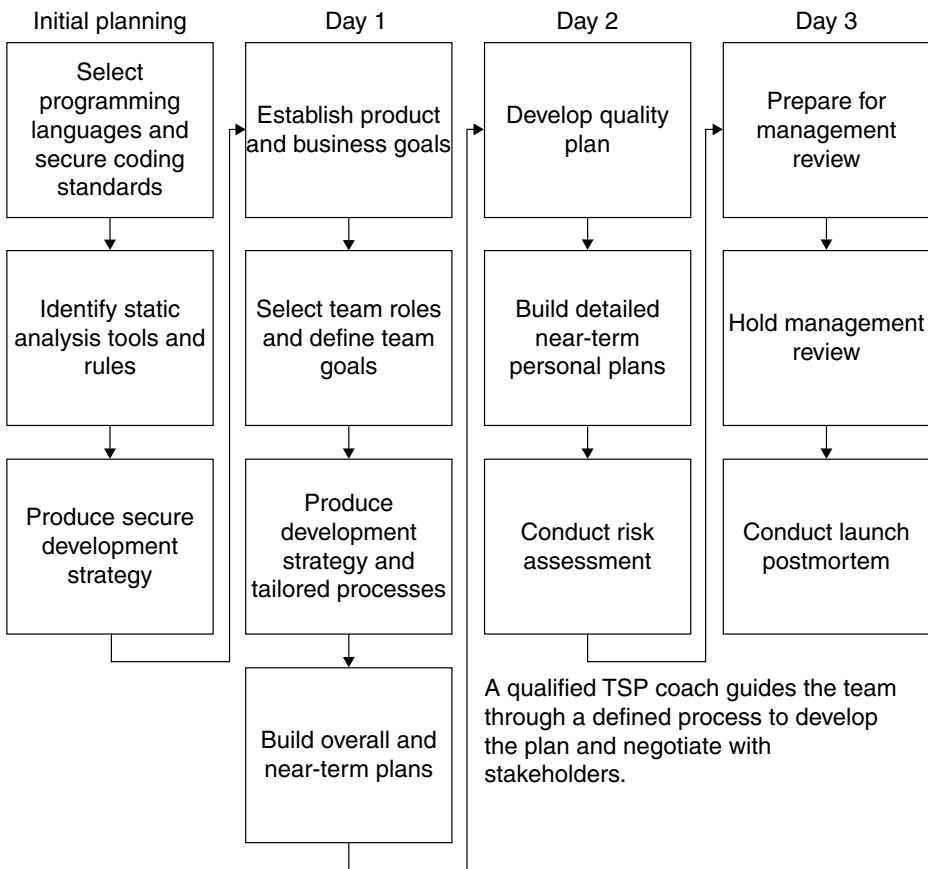 Initial planning
Select
programming
languages and
secure coding
standards
Identify static
analysis tools and
rules
Produce secure
development
strategy
Day 1
Establish product
and business goals
Select team roles
and define team
goals
Produce
development
strategy and
tailored processes
Build overall and
near-term plans
Day 2
Develop quality
plan
Build detailed
near-term
personal plans
Conduct risk
assessment
Day 3
Prepare for
management
review
Hold management
review
Conduct launch
postmortem
A qualified TSP coach guides the team
through a defined process to develop
the plan and negotiate with
stakeholders.